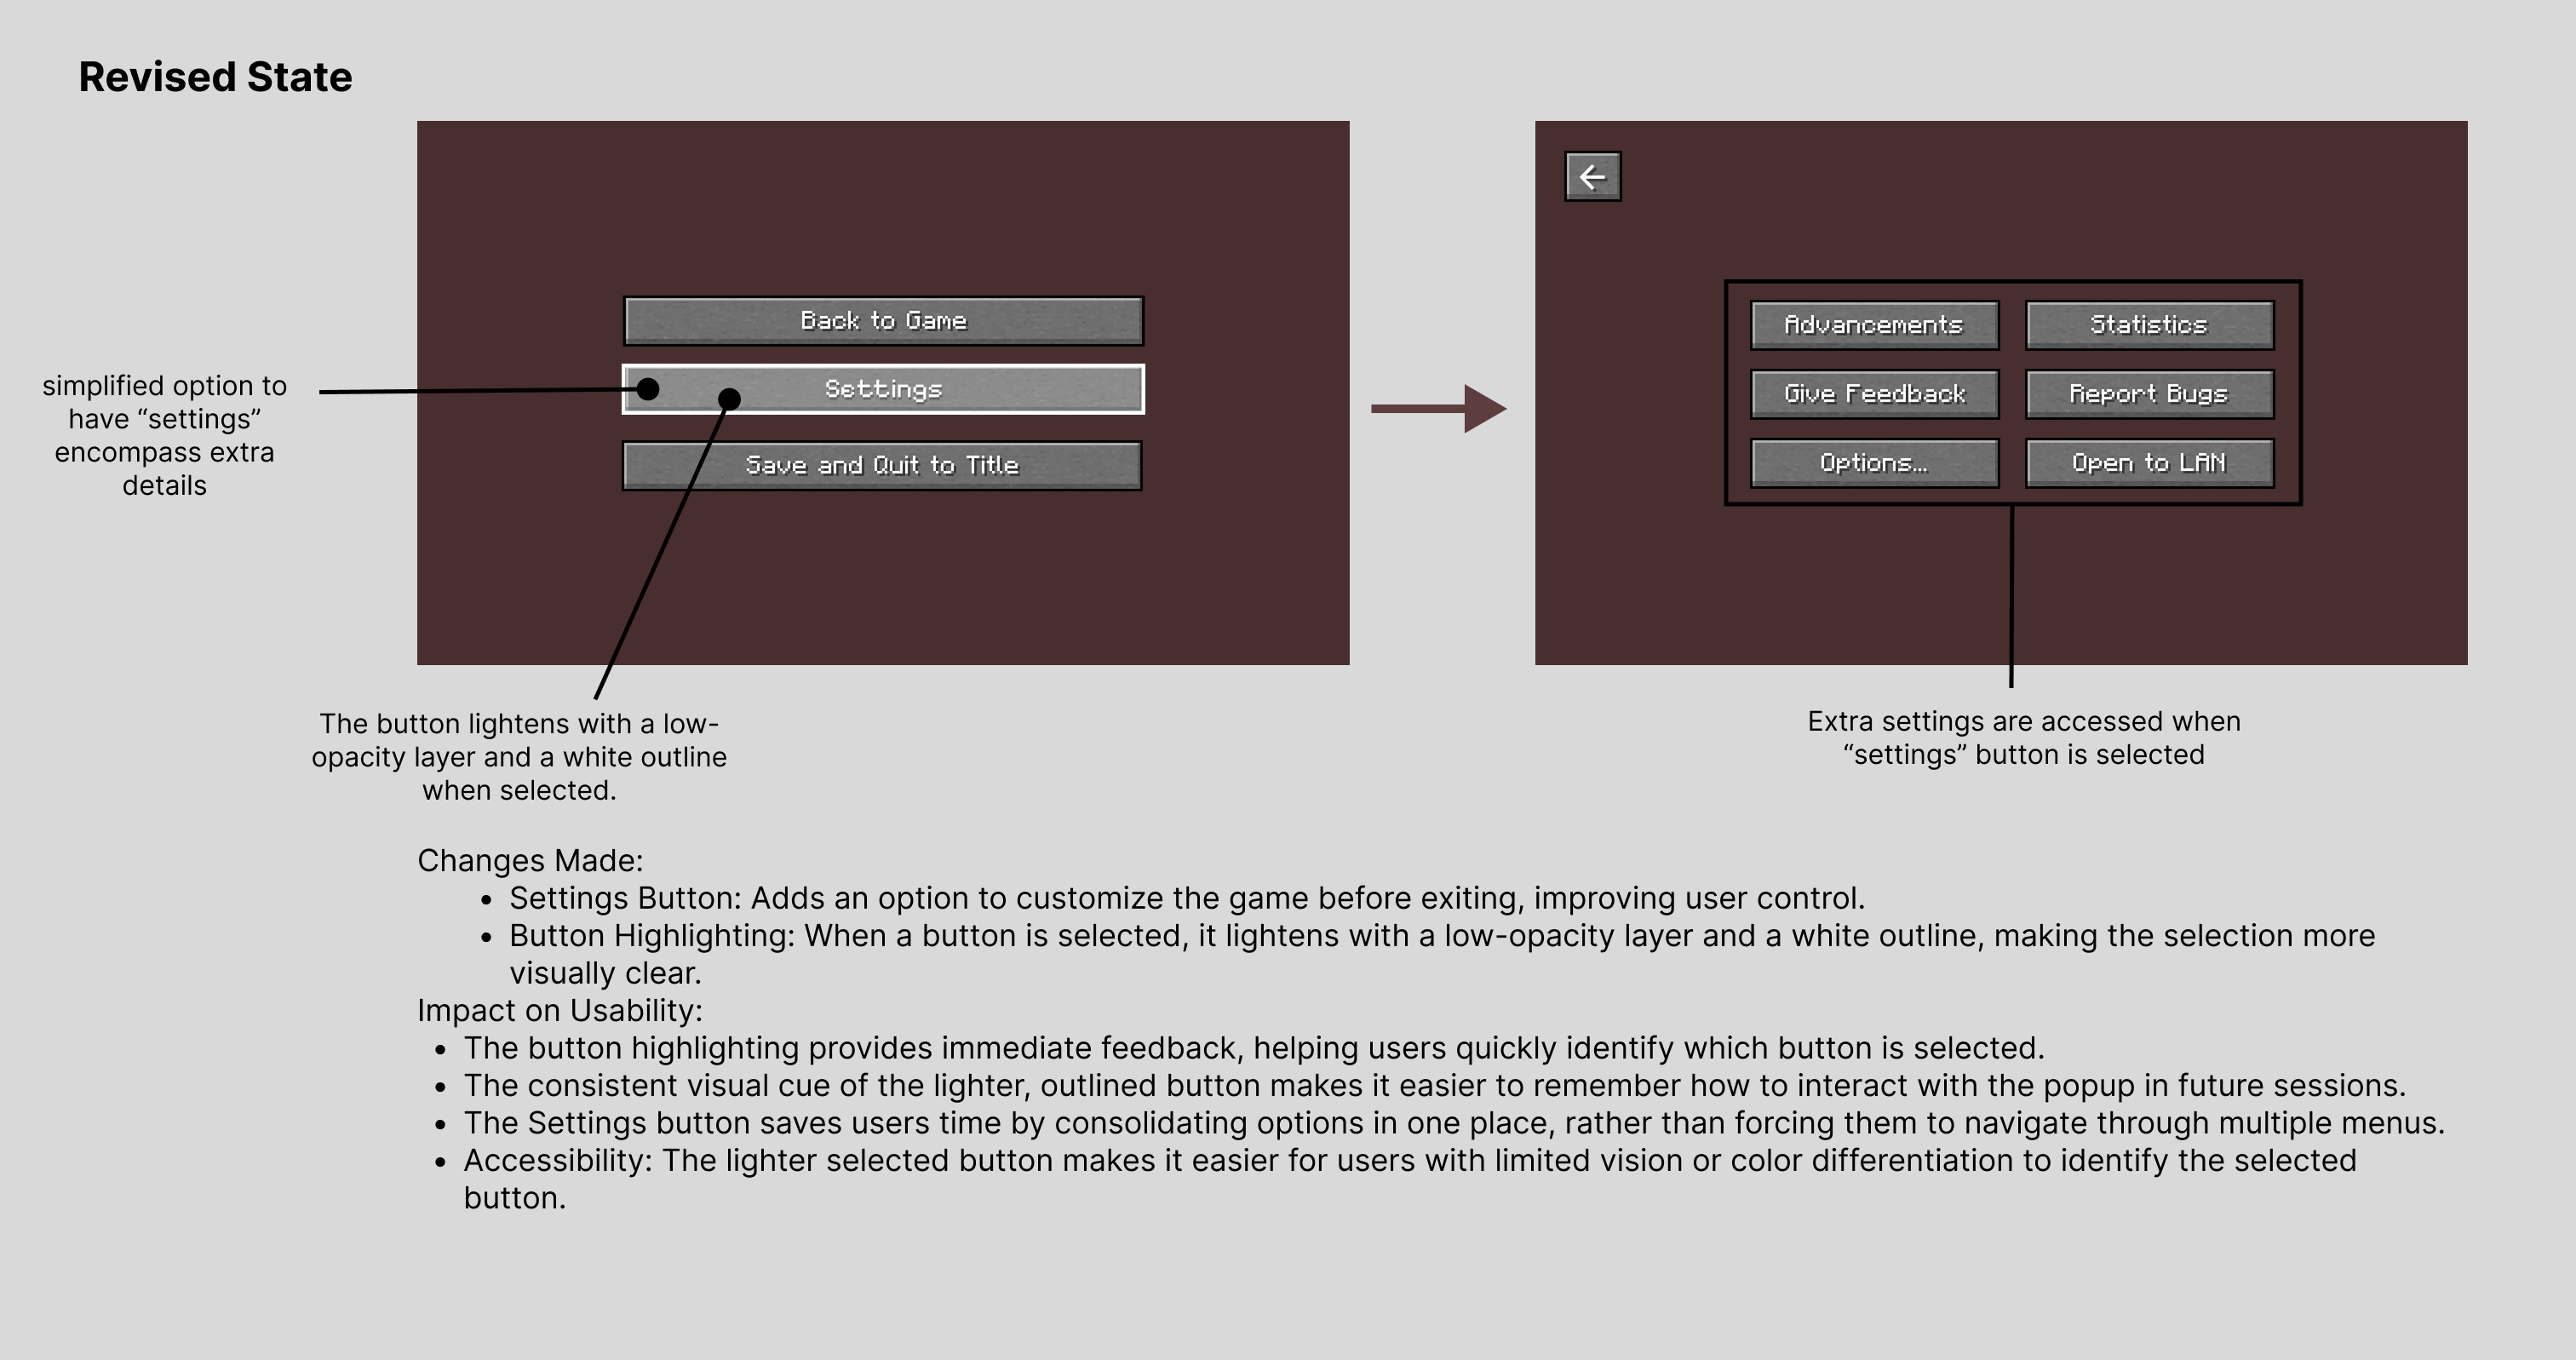 Revised State
Back to Game
Settings
Save and Quit to Title
Advancements
Statistics
Give Feedback
Report Bugs
Options...
Open to LAN
simplified option to
have “settings”
encompass extra
details
The button lightens with a low-
opacity layer and a white outline
when selected.
Extra settings are accessed when
“settings” button is selected
Changes Made:
• Settings Button: Adds an option to customize the game before exiting, improving user control.
• Button Highlighting: When a button is selected, it lightens with a low-opacity layer and a white outline, making the selection more
visually clear.
Impact on Usability:
• The button highlighting provides immediate feedback, helping users quickly identify which button is selected.
• The consistent visual cue of the lighter, outlined button makes it easier to remember how to interact with the popup in future sessions.
• The Settings button saves users time by consolidating options in one place, rather than forcing them to navigate through multiple menus.
• Accessibility: The lighter selected button makes it easier for users with limited vision or color differentiation to identify the selected
button.